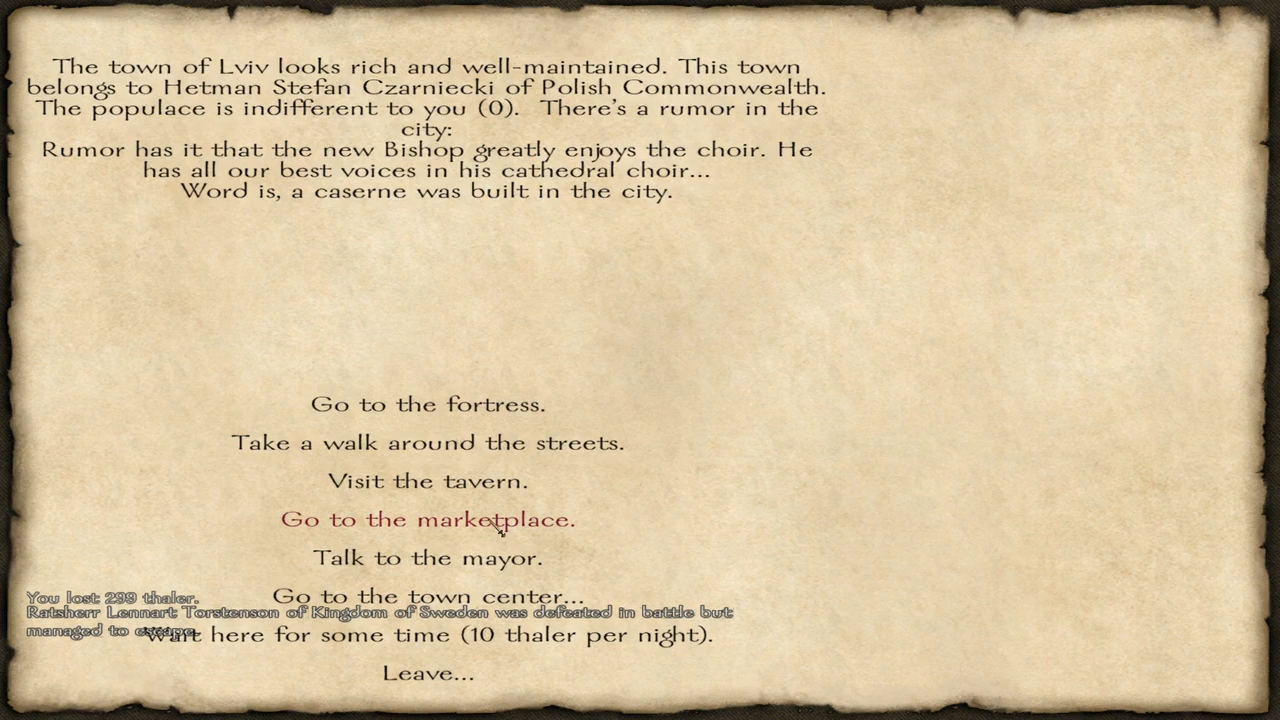 The town of Lviv looks rich and well-maintained. This town
belongs to Hetman Stefan Czarniecki of Polish Commonwealth.
The populace is indifferent to you (0). There's a rumor in the
city:
Rumor has it that the new Bishop greatly enjoys the choir. He
has all our best voices in his cathedral choir...
Word is, a caserne was built in the city.
Go to the fortress.
Take a walk around the streets.
Visit the tavern.
Go to the marketplace.
Talk to the mayor.
Go to the town center...
You lost 299 thaler.
Ratsherr Lennart Torstenson of Kingdom of Sweden was defeated in battle but
managed to escape.
Wait here for some time (10 thaler per night).
Leave...